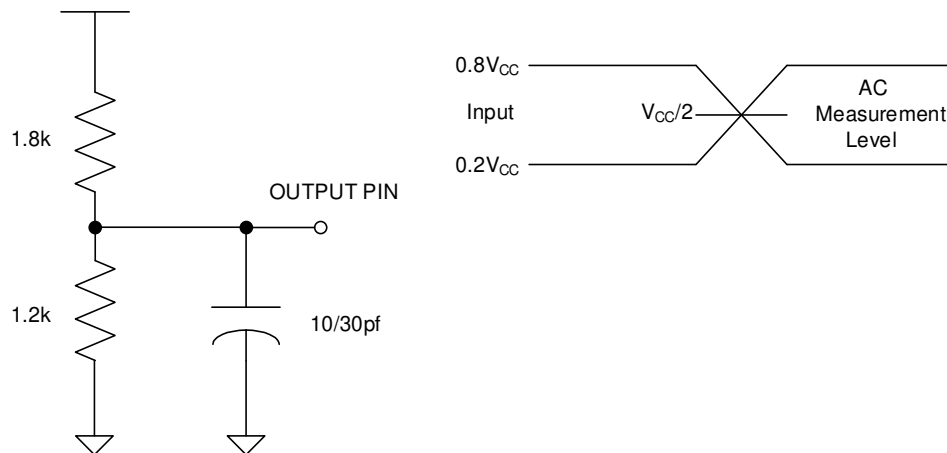 1.8k
OUTPUT PIN
1.2k
10/30pf
0.8VCC
Input
VCC/2
0.2VCC
AC
Measurement
Level